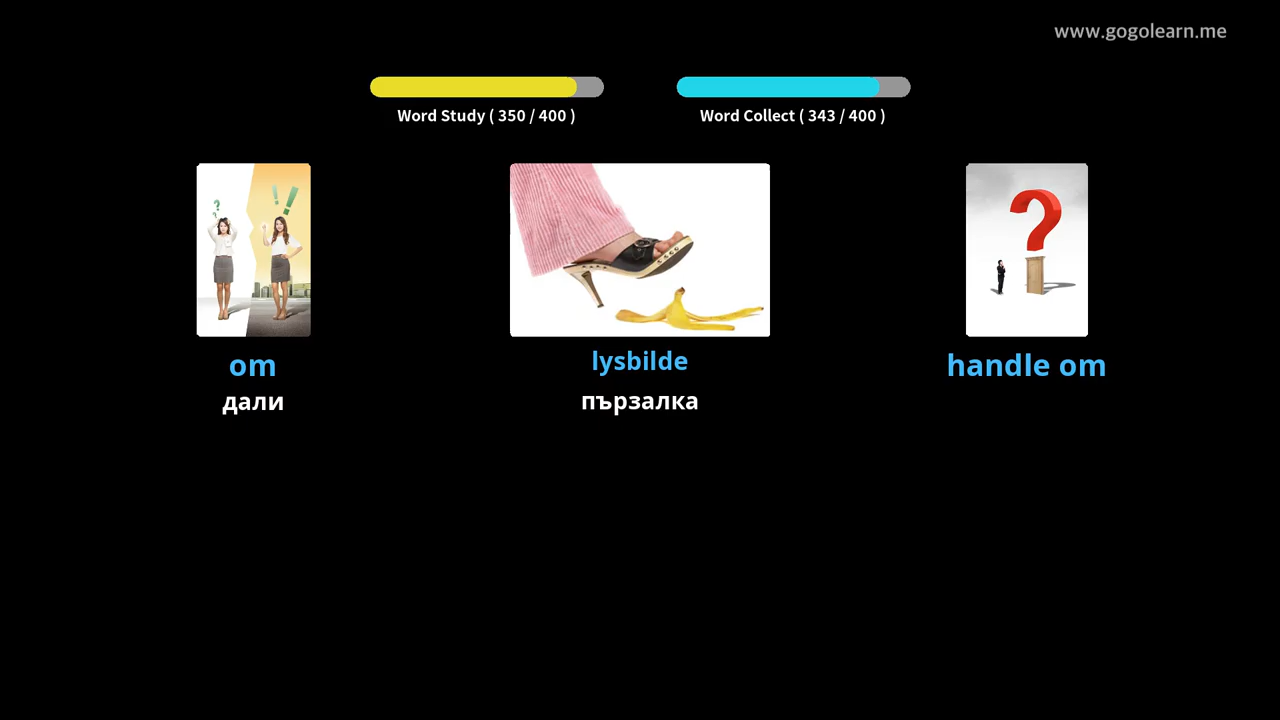 www.gogolearn.me
Word Study ( 350 / 400 )
Word Collect ( 343 / 400 )
om
lysbilde
handle om
дали
пързалка